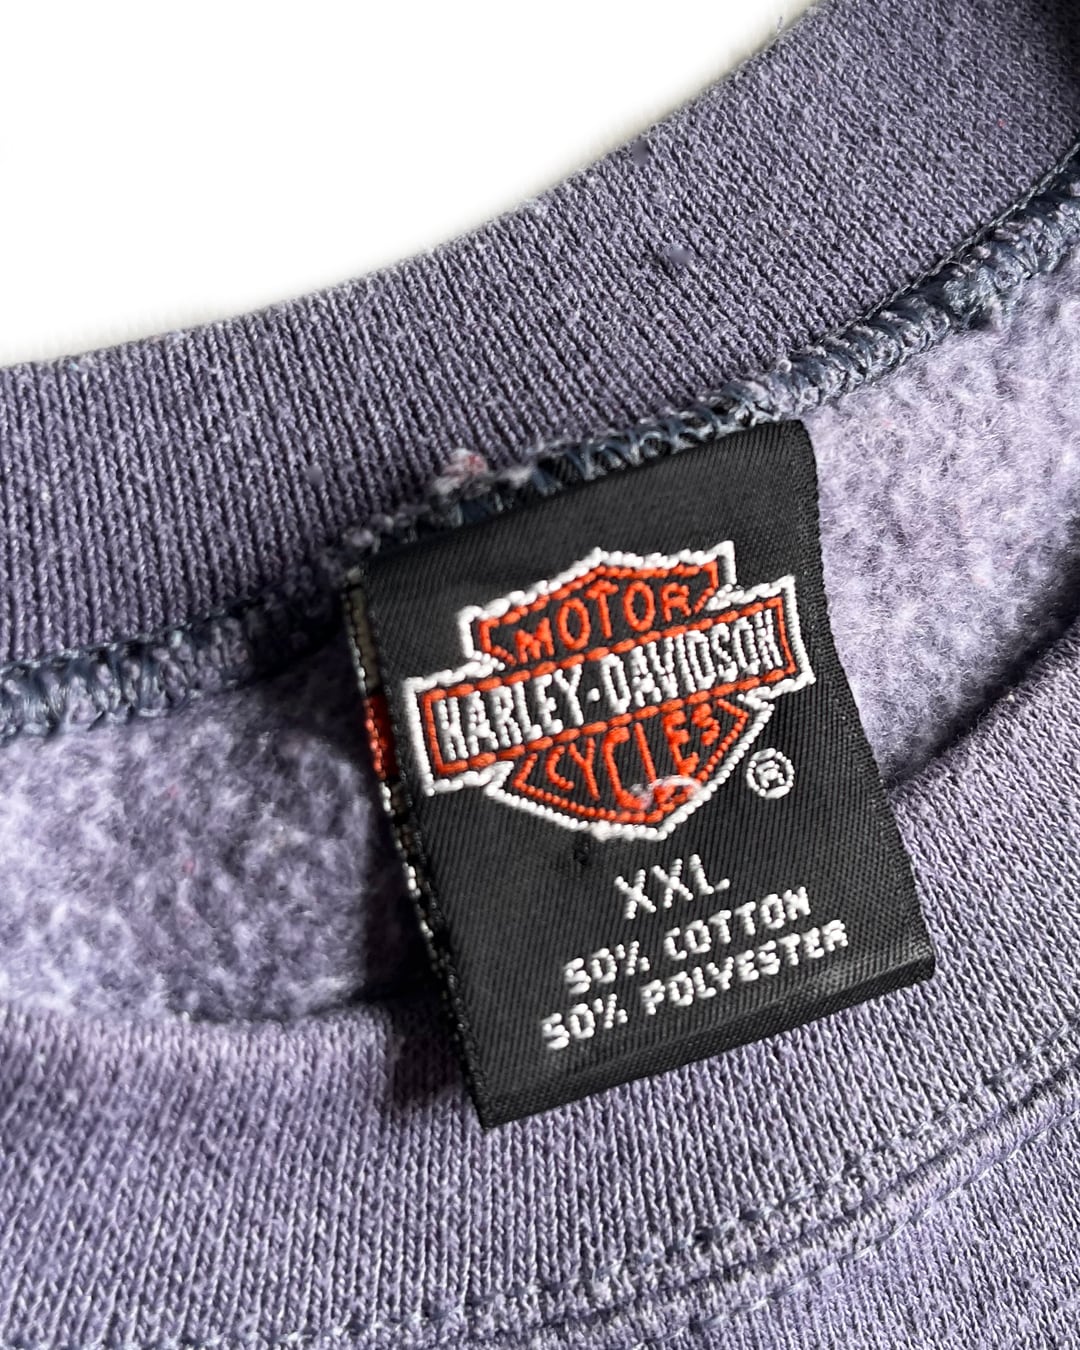 MOTOR
HARLEY-DAVIDSON
CYCLES
®
XXL
50% COTTON
50% POLYESTER